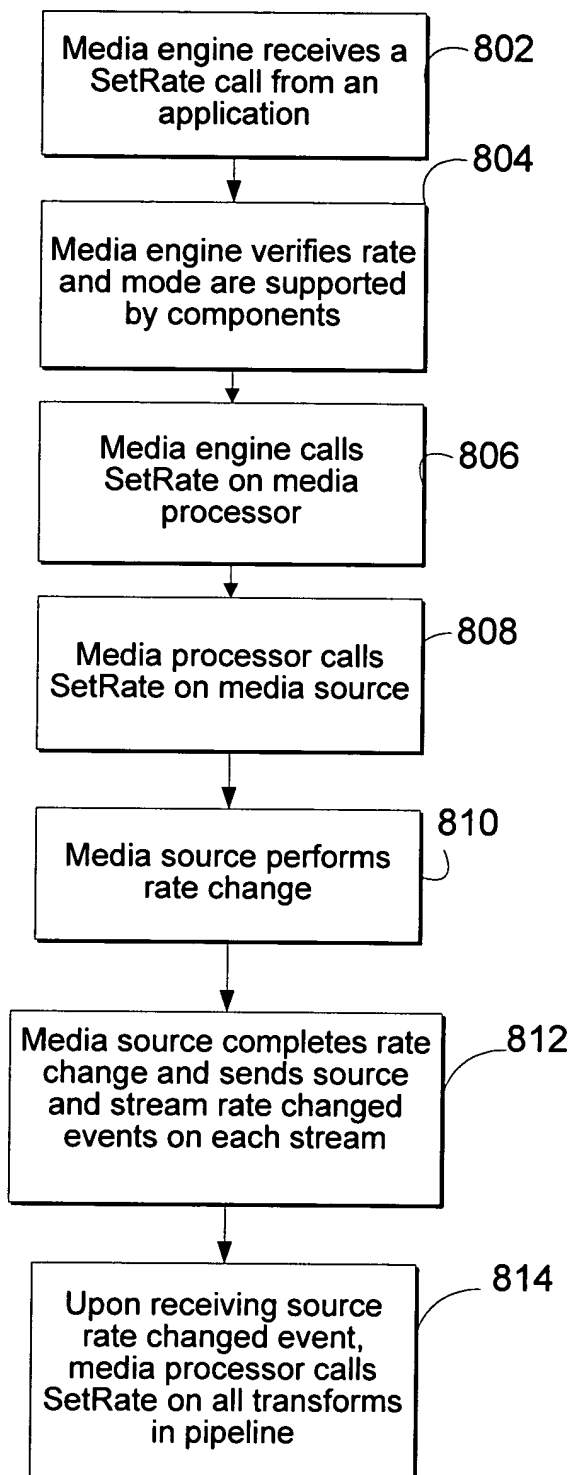 Media engine receives a
SetRate call from an
application
802
804
Media engine verifies rate
and mode are supported
by components
Media engine calls
SetRate on media
processor
806
808
Media processor calls
SetRate on media source
810
Media source performs
rate change
Media source completes rate
change and sends source
and stream rate changed
events on each stream
812
814
Upon receiving source
rate changed event,
media processor calls
SetRate on all transforms
in pipeline